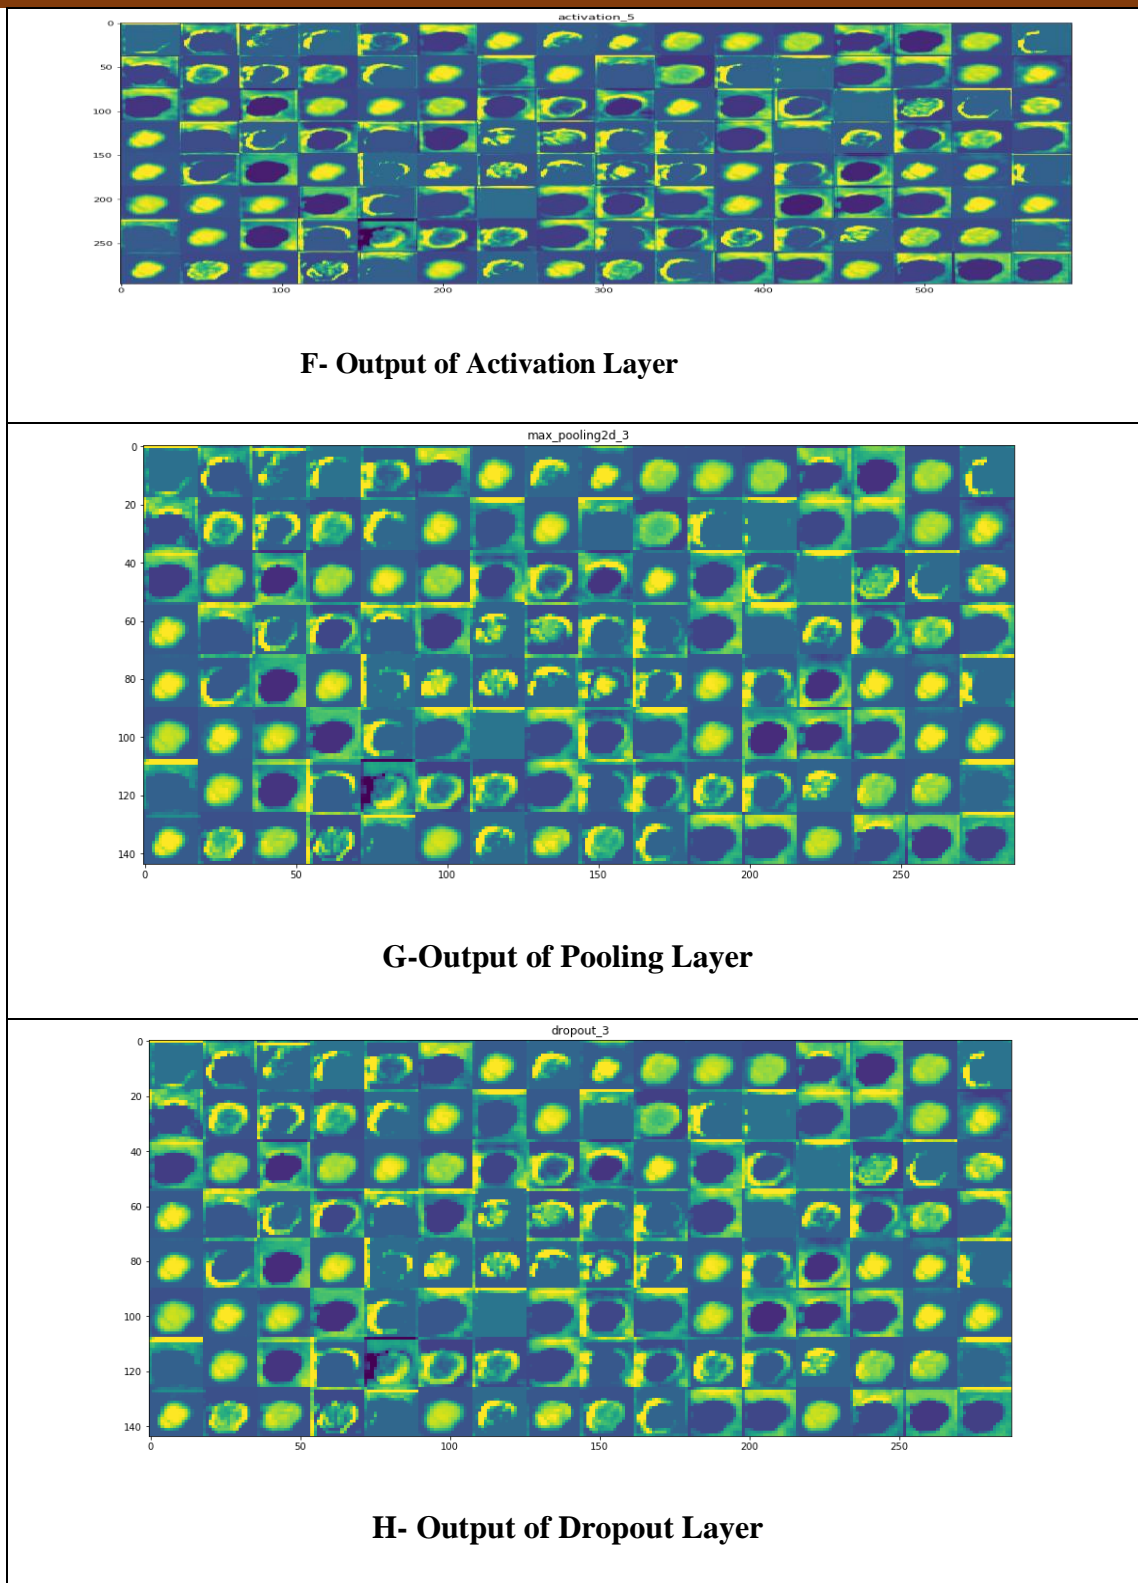 activation_5
0
50
100
150
200
250
0 100 200 300 400 500
F- Output of Activation Layer
max_pooling2d_3
0
20
40
60
80
100
120
140
0 50 100 150 200 250
G-Output of Pooling Layer
dropout_3
0
20
40
60
80
100
120
140
0 50 100 150 200 250
H- Output of Dropout Layer